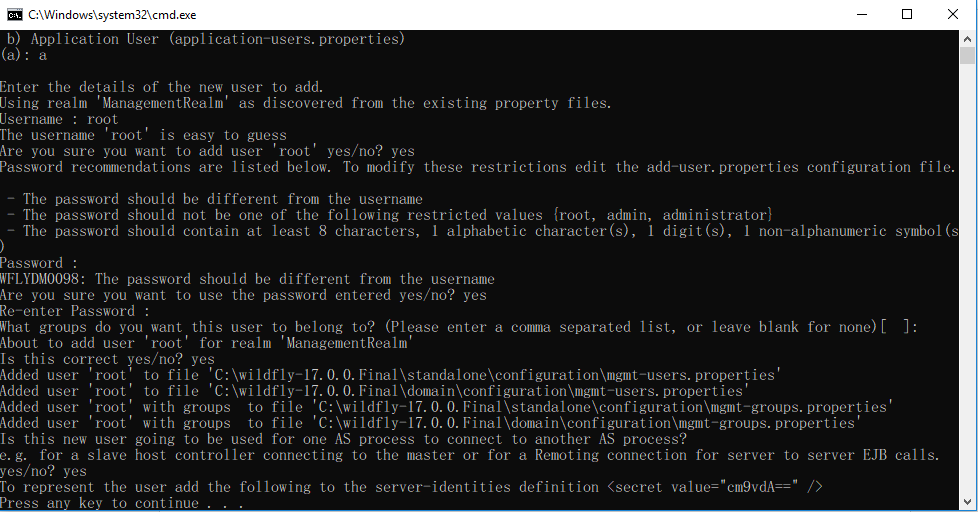 C:\Windows\system32\cmd.exe
b) Application User (application-users.properties)
(a): a
Enter the details of the new user to add.
Using realm 'ManagementRealm' as discovered from the existing property files.
Username : root
The username 'root' is easy to guess
Are you sure you want to add user 'root' yes/no? yes
Password recommendations are listed below. To modify these restrictions edit the add-user.properties configuration file.
- The password should be different from the username
- The password should not be one of the following restricted values {root, admin, administrator}
- The password should contain at least 8 characters, 1 alphabetic character(s), 1 digit(s), 1 non-alphanumeric symbol(s
)
Password :
WFLYDM0098: The password should be different from the username
Are you sure you want to use the password entered yes/no? yes
Re-enter Password :
What groups do you want this user to belong to? (Please enter a comma separated list, or leave blank for none)[  ]:
About to add user 'root' for realm 'ManagementRealm'
Is this correct yes/no? yes
Added user 'root' to file 'C:\wildfly-17.0.0.Final\standalone\configuration\mgmt-users.properties'
Added user 'root' to file 'C:\wildfly-17.0.0.Final\domain\configuration\mgmt-users.properties'
Added user 'root' with groups  to file 'C:\wildfly-17.0.0.Final\standalone\configuration\mgmt-groups.properties'
Added user 'root' with groups  to file 'C:\wildfly-17.0.0.Final\domain\configuration\mgmt-groups.properties'
Is this new user going to be used for one AS process to connect to another AS process?
e.g. for a slave host controller connecting to the master or for a Remoting connection for server to server EJB calls.
yes/no? yes
To represent the user add the following to the server-identities definition <secret value="cm9vdA==" />
Press any key to continue . . .